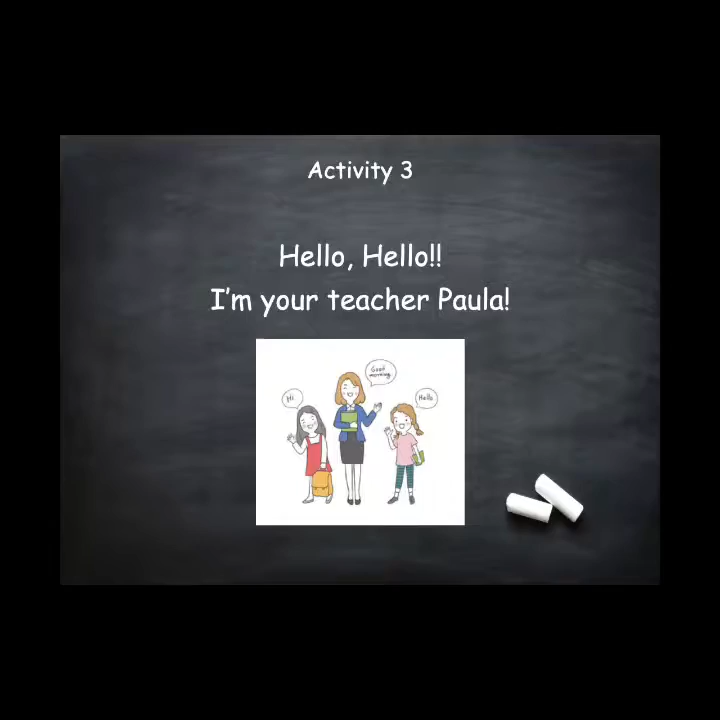 Activity 3
Hello, Hello!!
I'm your teacher Paula!
Good
morning
Hi
Hello